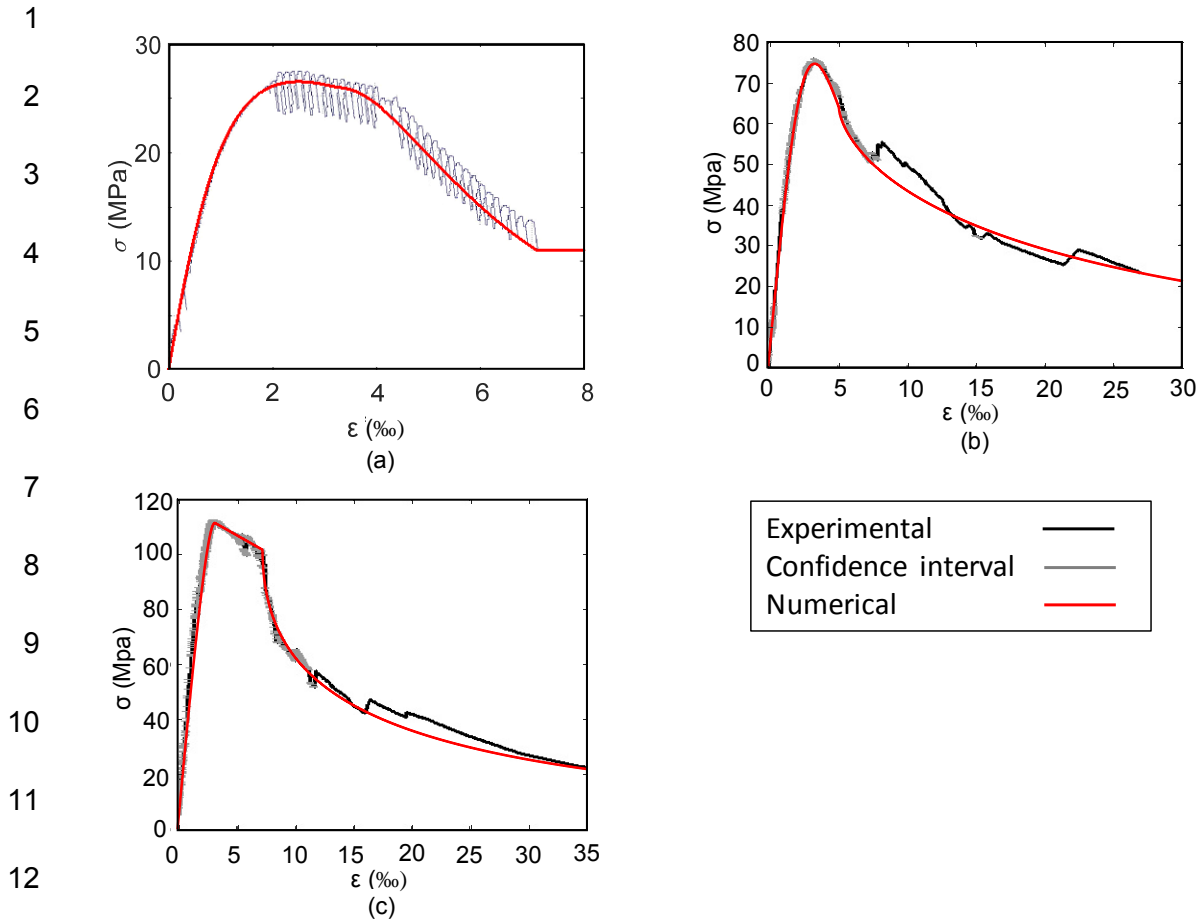 1
2
3
4
5
6
7
8
9
10
11
12
30
20
10
0
σ (MPa)
0 2 4 6 8
ε (‰)
(a)
80
70
60
50
40
30
20
10
0
σ (Mpa)
0 5 10 15 20 25 30
ε (‰)
(b)
120
100
80
60
40
20
0
σ (Mpa)
0 5 10 15 20 25 30 35
ε (‰)
(c)
Experimental
Confidence interval
Numerical